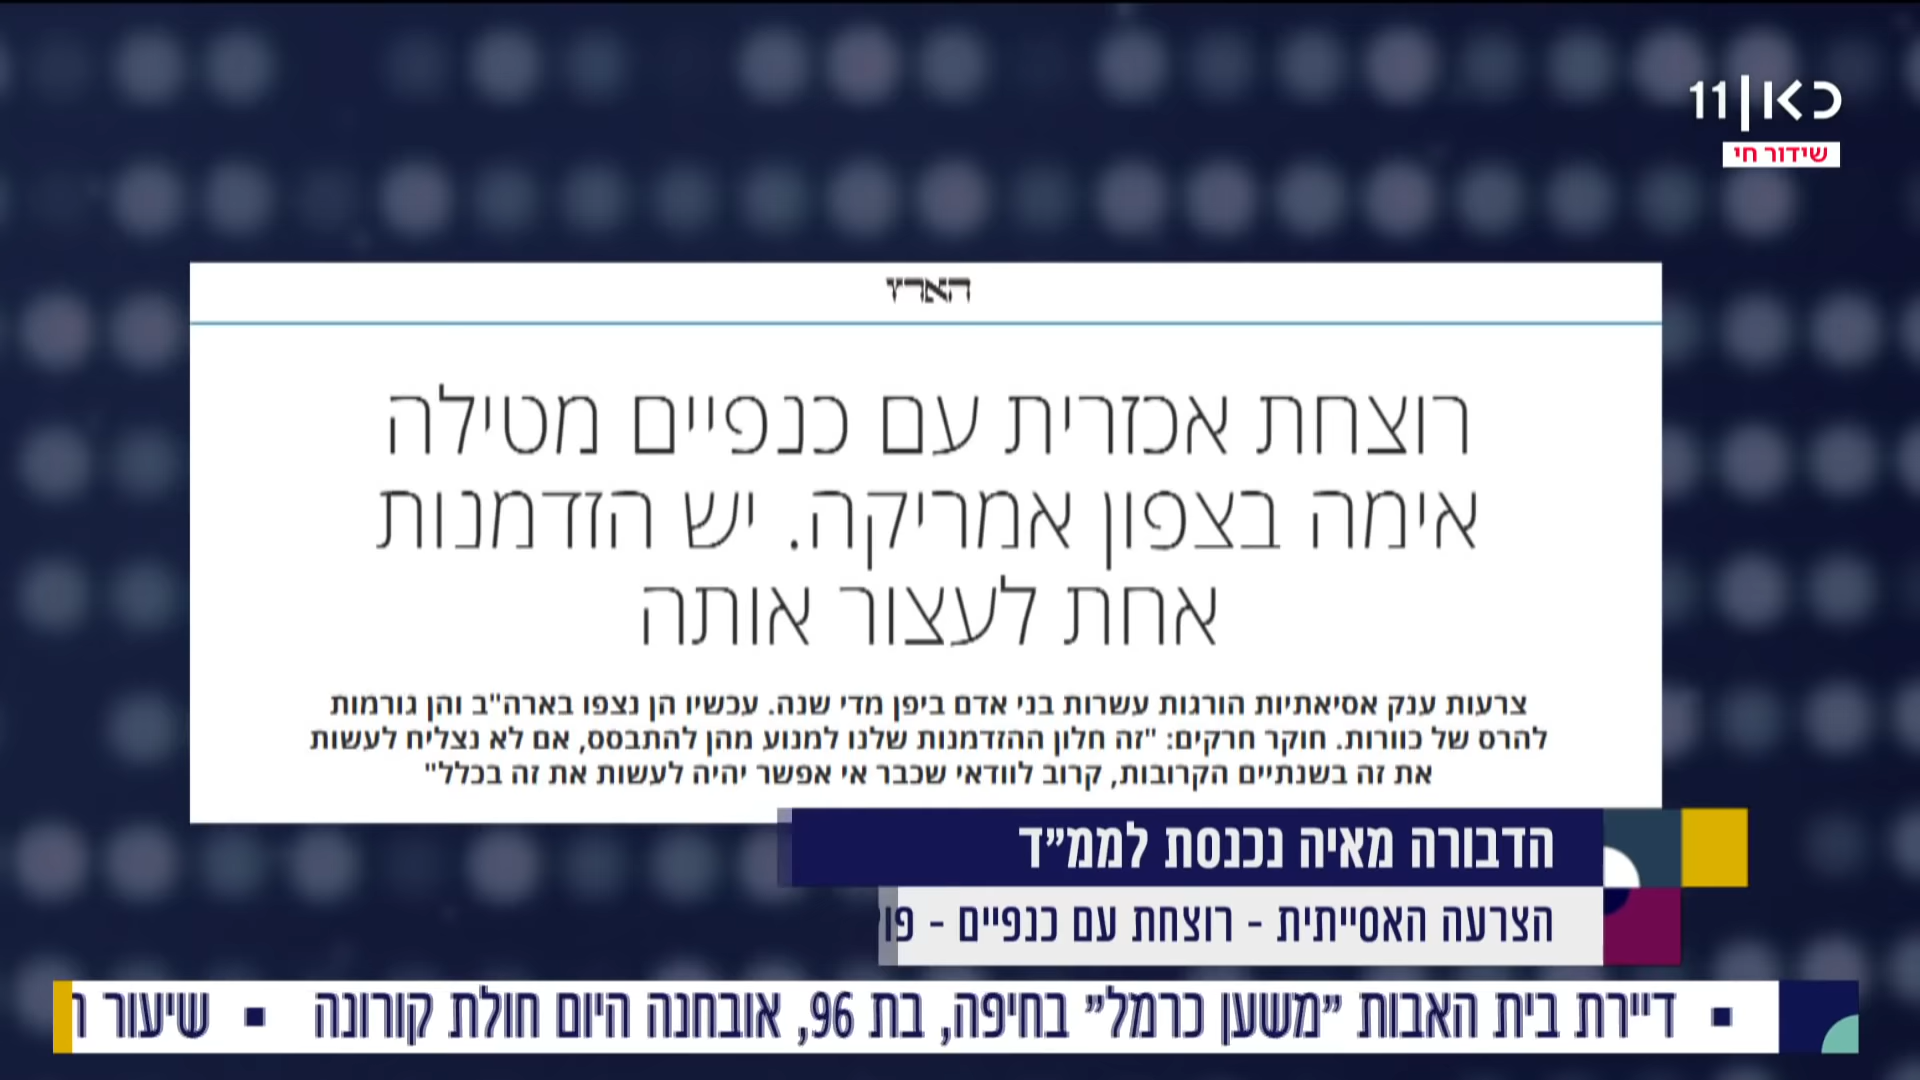 כאן 11
שידור חי
הארץ
רוצחת אכזרית עם כנפיים מטילה
אימה בצפון אמריקה. יש הזדמנות
אחת לעצור אותה
צרעות ענק אסיאתיות הורגות עשרות בני אדם ביפן מדי שנה. עכשיו הן נצפו בארה"ב והן גורמות
להרס של כוורות. חוקר חרקים: "זה חלון ההזדמנות שלנו למנוע מהן להתבסס, אם לא נצליח לעשות
את זה בשנתיים הקרובות, קרוב לוודאי שכבר אי אפשר יהיה לעשות את זה בכלל"
הדבורה מאיה נכנסת לממ״ד
הצרעה האסייתית - רוצחת עם כנפיים -
▪ דיירת בית האבות ״משען כרמל״ בחיפה, בת 96, אובחנה היום חולת קורונה ▪ שיעור